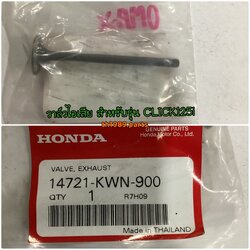 วาล์วไอเสีย สำหรับรุ่น CLICK125I
HONDA
GENUINE PARTS
HONDA MOTOR CO., LTD.
VALVE, EXHAUST
14721-KWN-900
QTY 1 R7H09
Made in THAILAND